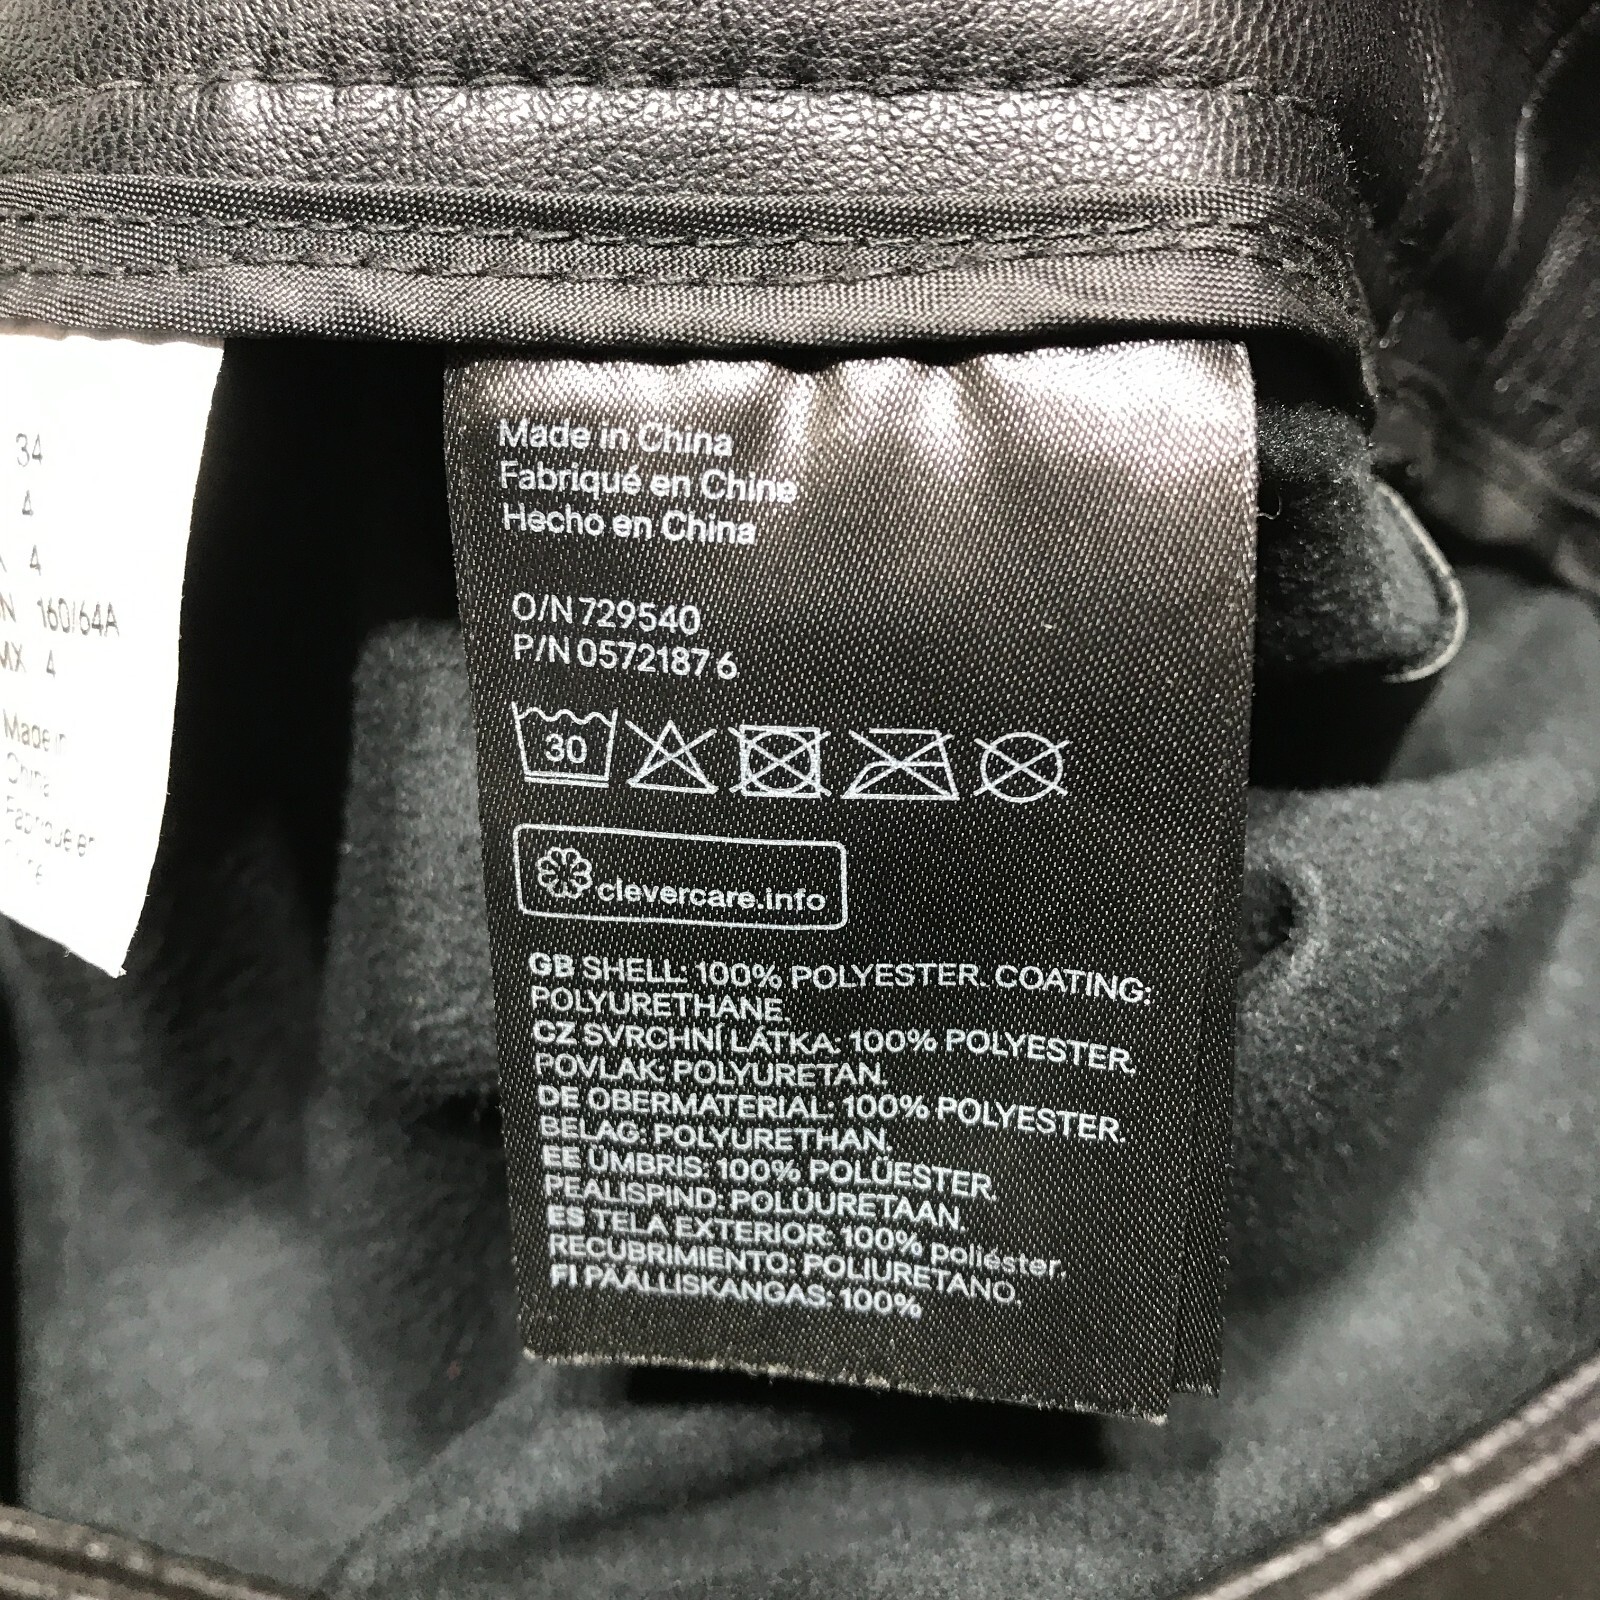 34
4
4
160/64A
MX 4
Made in
China
Fabriqué en
Made in China
Fabriqué en Chine
Hecho en China
O/N 729540
P/N 0572187 6
30
clevercare.info
GB SHELL: 100% POLYESTER. COATING:
POLYURETHANE.
CZ SVRCHNÍ LÁTKA: 100% POLYESTER.
POVLAK: POLYURETAN.
DE OBERMATERIAL: 100% POLYESTER.
BELAG: POLYURETHAN.
EE ÜMBRIS: 100% POLÜESTER.
PEALISPIND: POLÜURETAAN.
ES TELA EXTERIOR: 100% poliéster.
RECUBRIMIENTO: POLIURETANO.
FI PÄÄLLISKANGAS: 100%